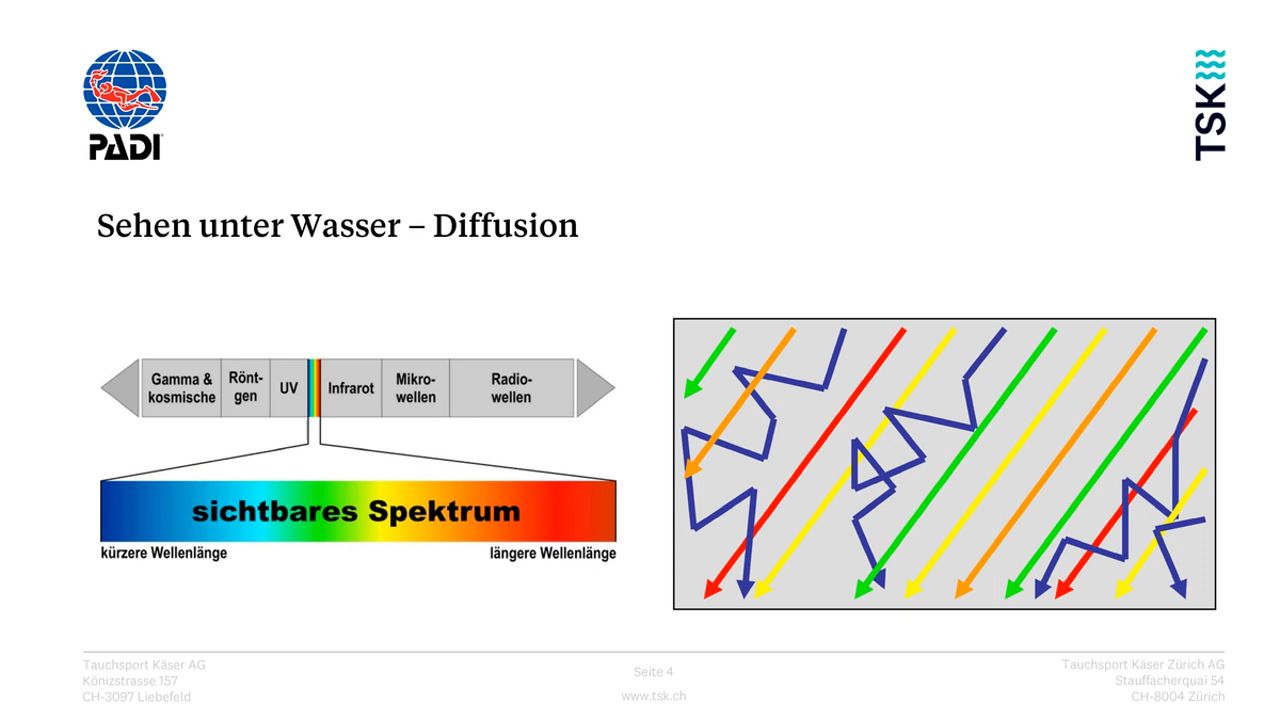 PADI
TSK
Sehen unter Wasser – Diffusion
Gamma &
kosmische
Rönt-
gen
UV
Infrarot
Mikro-
wellen
Radio-
wellen
sichtbares Spektrum
kürzere Wellenlänge
längere Wellenlänge
Tauchsport Käser AG
Könizstrasse 157
CH-3097 Liebefeld
Seite 4
www.tsk.ch
Tauchsport Käser Zürich AG
Stauffacherquai 54
CH-8004 Zürich